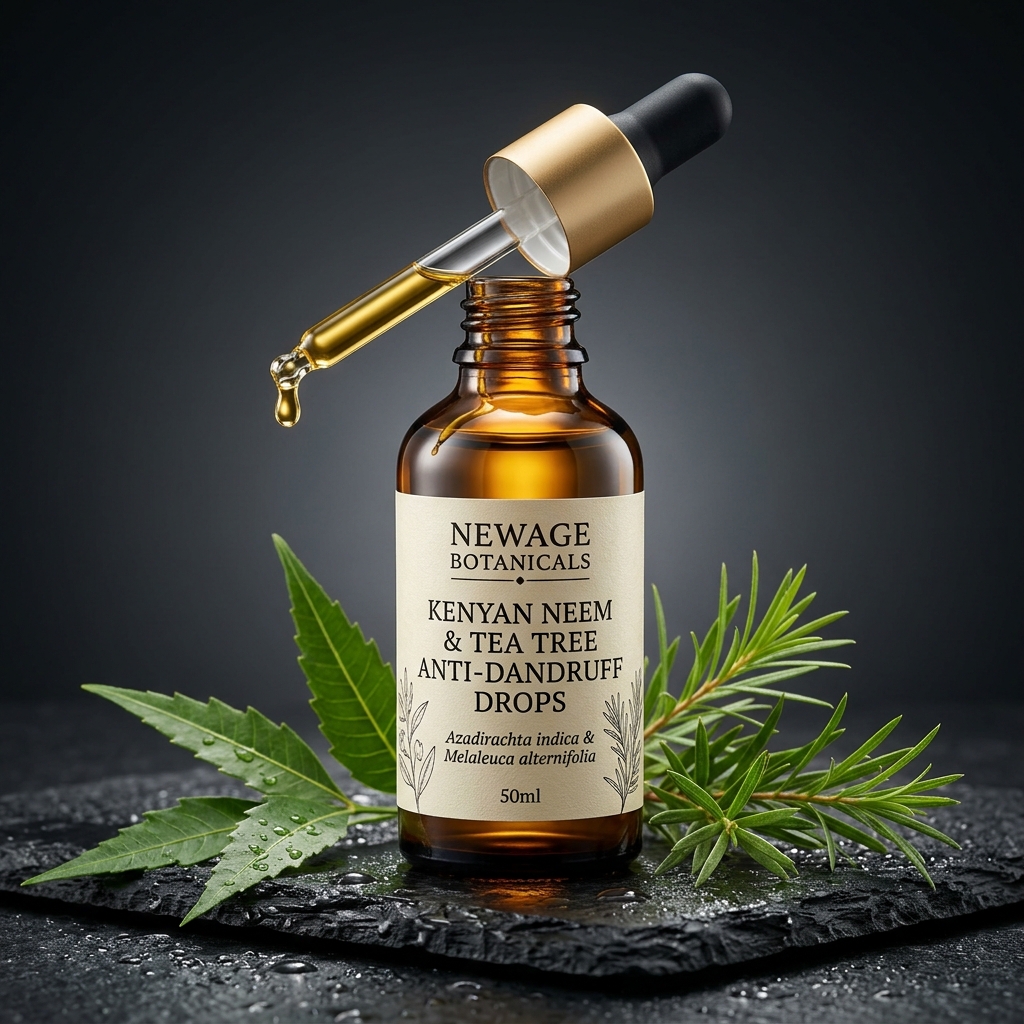 NEWAGE
BOTANICALS
KENYAN NEEM
& TEA TREE
ANTI-DANDRUFF
DROPS
Azadirachta indica &
Melaleuca alternifolia
50ml